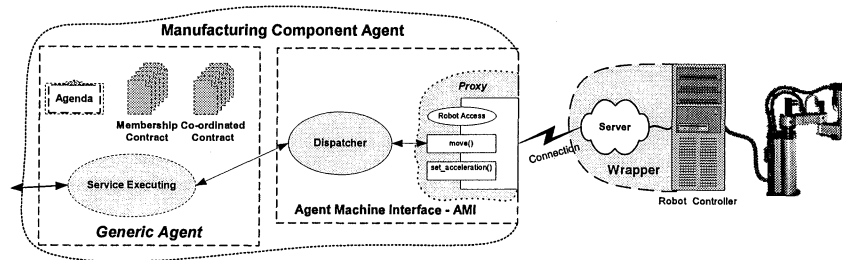 Manufacturing Component Agent
Agenda
Membership Co-ordinated
Contract Contract
Service Executing
Generic Agent
Dispatcher
Agent Machine Interface - AMI
Proxy
Robot Access
move()
set_acceleration()
Connection
Server
Wrapper
Robot Controller